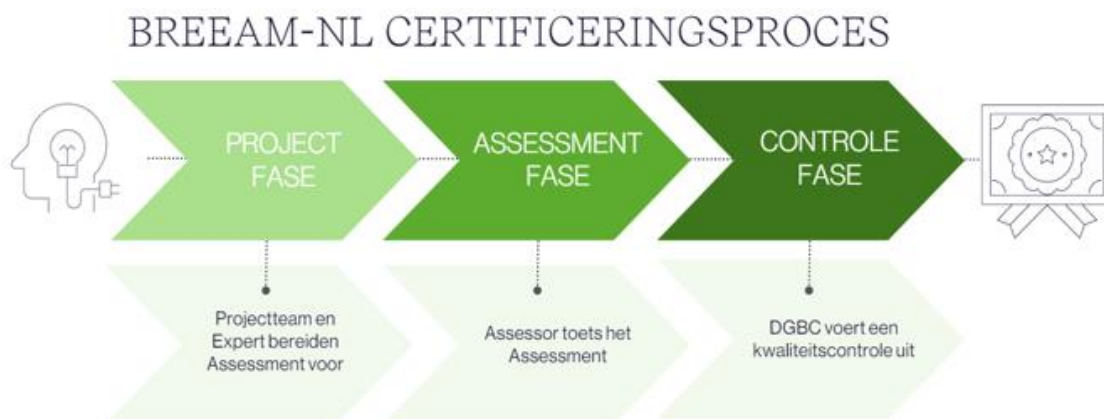 BREEAM-NL CERTIFICERINGSPROCES
PROJECT
FASE
ASSESSMENT
FASE
CONTROLE
FASE
Projectteam en
Expert bereiden
Assessment voor
Assessor toets het
Assessment
DGBC voert een
kwaliteitscontrole uit